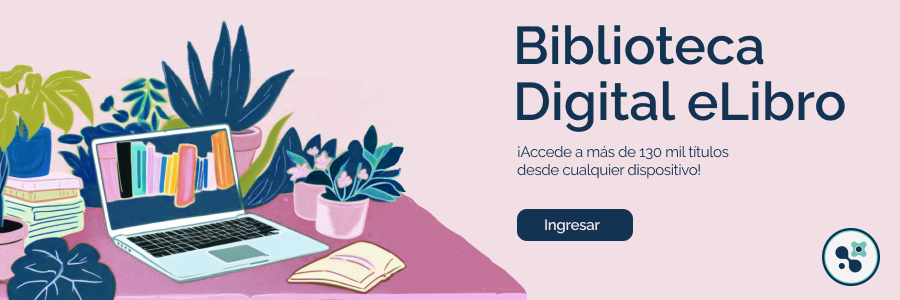 Biblioteca
Digital eLibro
¡Accede a más de 130 mil títulos
desde cualquier dispositivo!
Ingresar